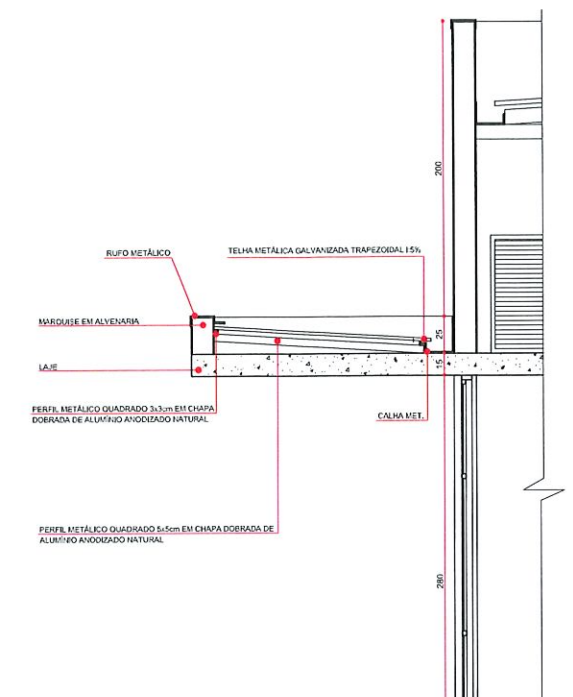 200
RUFO METÁLICO
TELHA METÁLICA GALVANIZADA TRAPEZOIDAL I 5%
MARQUISE EM ALVENARIA
25
LAJE
15
PERFIL METÁLICO QUADRADO 3x3cm EM CHAPA
DOBRADA DE ALUMÍNIO ANODIZADO NATURAL
CALHA MET.
PERFIL METÁLICO QUADRADO 5x5cm EM CHAPA DOBRADA DE
ALUMÍNIO ANODIZADO NATURAL
280